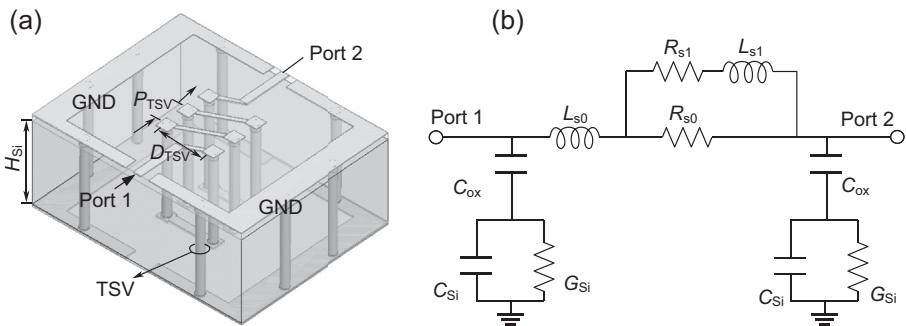 (a)
Port 2
GND
P_TSV
H_Si
D_TSV
Port 1
GND
TSV
(b)
R_s1
L_s1
Port 1
L_s0
R_s0
Port 2
C_ox
C_ox
C_Si
G_Si
C_Si
G_Si